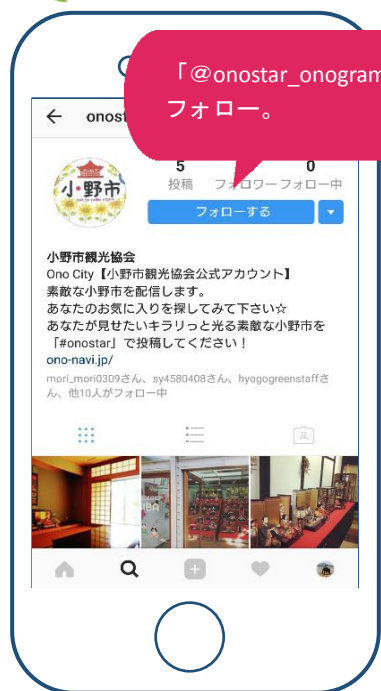 「@onostar_onogram
フォロー。
← onost
5 0
投稿 フォロワー フォロー中
フォローする
小・野市
小野市観光協会
Ono City【小野市観光協会公式アカウント】
素敵な小野市を配信します。
あなたのお気に入りを探してみて下さい☆
あなたが見せたいキラリっと光る素敵な小野市を
「#onostar」で投稿してください！
ono-navi.jp/
mori_mori0309さん、sy4580408さん、hyogogreenstaffさ
ん、他10人がフォロー中